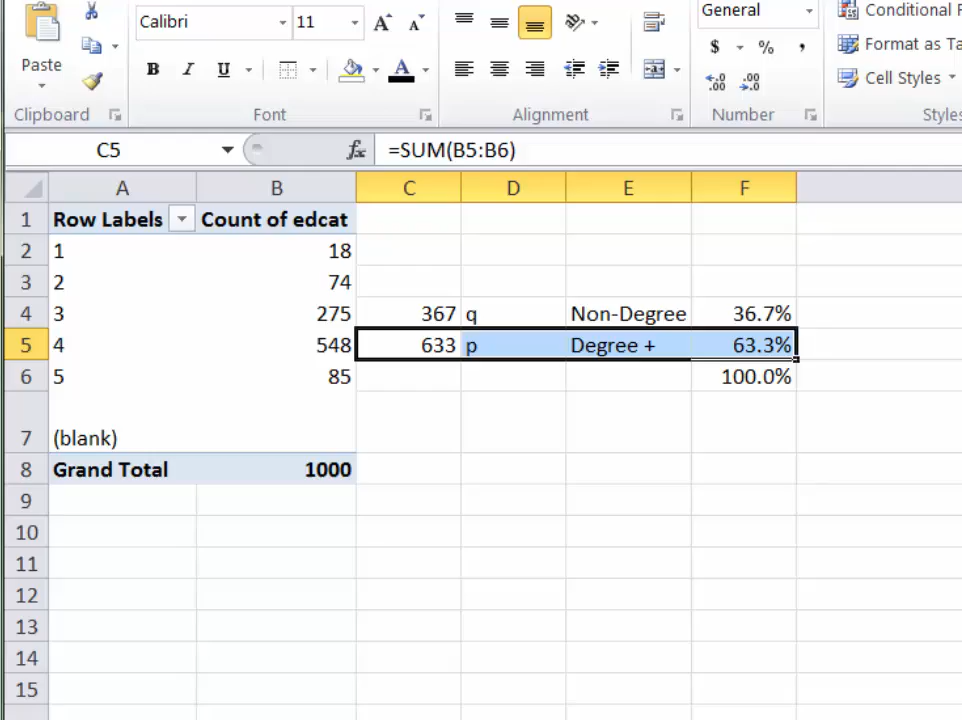 Calibri 11 General Conditional F
Paste B I U $ % , Format as Ta
Cell Styles
Clipboard Font Alignment Number Styles
C5 fx =SUM(B5:B6)
A B C D E F
1 Row Labels Count of edcat
2 1 18
3 2 74
4 3 275 367 q Non-Degree 36.7%
5 4 548 633 p Degree + 63.3%
6 5 85 100.0%
7 (blank)
8 Grand Total 1000
9
10
11
12
13
14
15